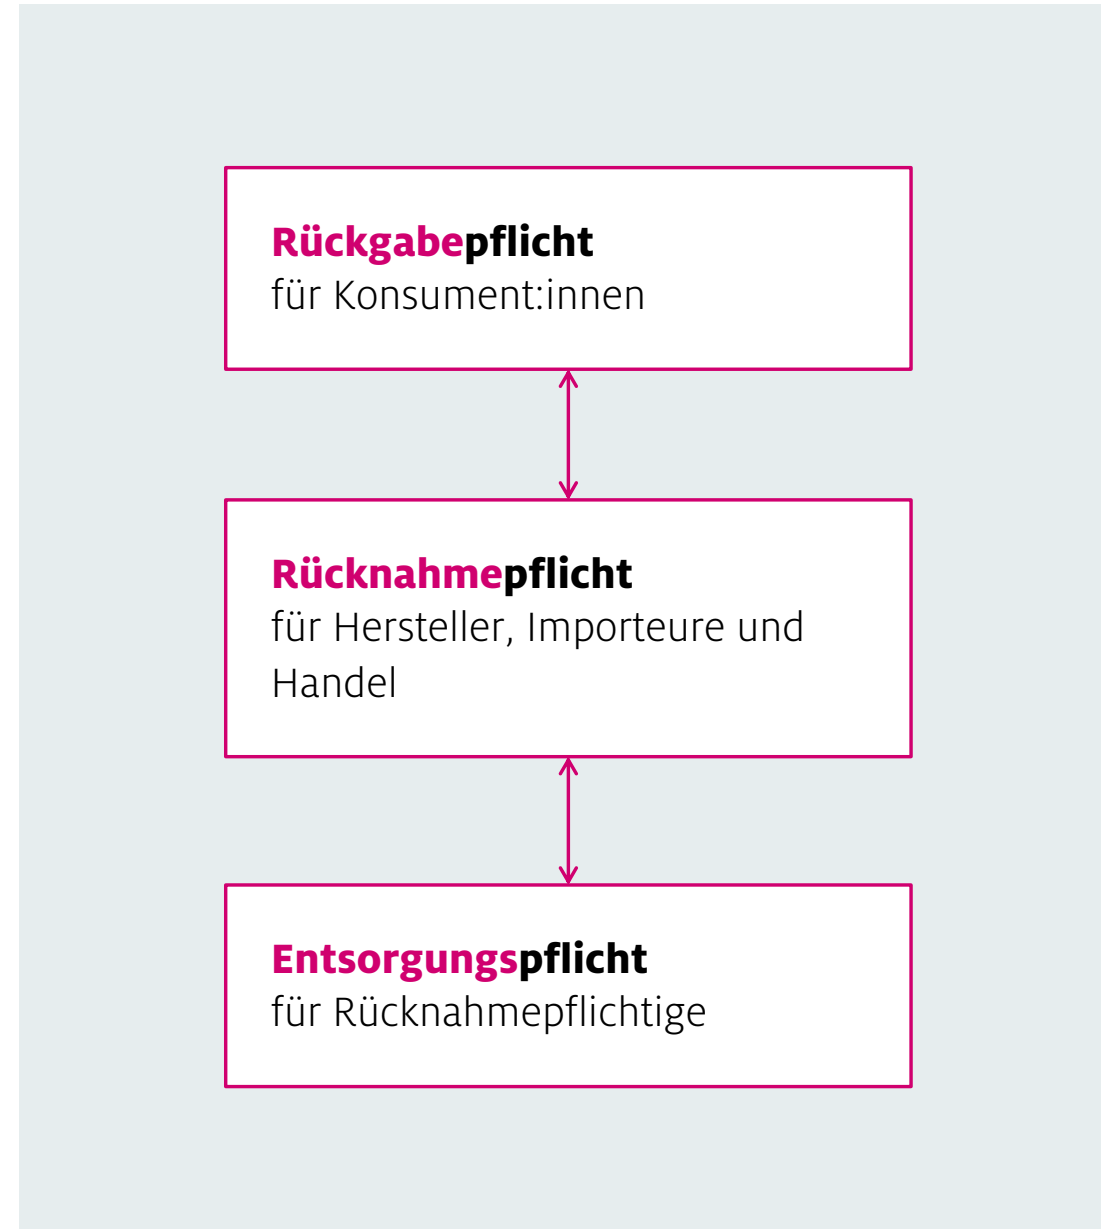 Rückgabepflicht
für Konsument:innen
Rücknahmepflicht
für Hersteller, Importeure und
Handel
Entsorgungspflicht
für Rücknahmepflichtige